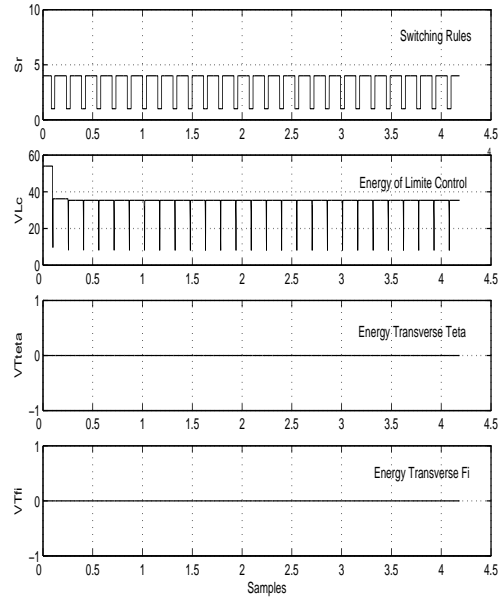 10
Switching Rules
Sr
5
0
0 0.5 1 1.5 2 2.5 3 3.5 4 4.5
4
60
Energy of Limite Control
40
VLc
20
0
0 0.5 1 1.5 2 2.5 3 3.5 4 4.5
1
Energy Transverse Teta
VTteta
0
−1
0 0.5 1 1.5 2 2.5 3 3.5 4 4.5
1
Energy Transverse Fi
VTfi
0
−1
0 0.5 1 1.5 2 2.5 3 3.5 4 4.5
Samples